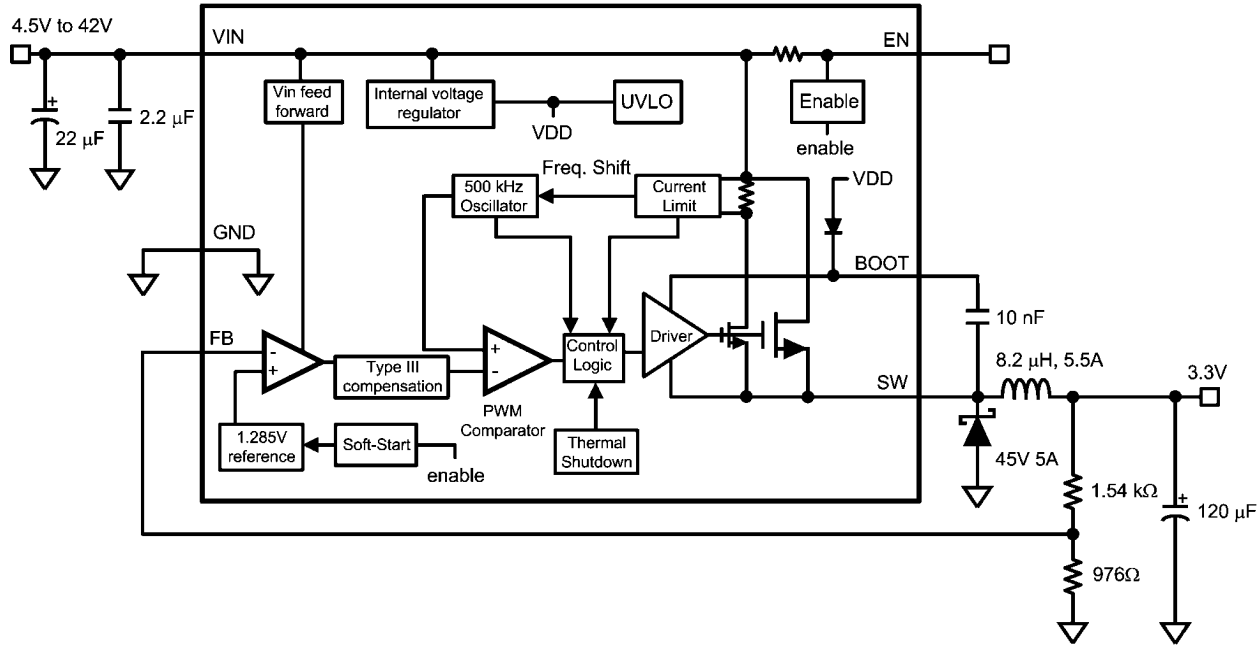 4.5V to 42V
VIN
EN
22 μF
2.2 μF
Vin feed
forward
Internal voltage
regulator
VDD
UVLO
Enable
enable
500 kHz
Oscillator
Freq. Shift
Current
Limit
VDD
GND
BOOT
FB
-
+
Type III
compensation
+
-
PWM
Comparator
Control
Logic
Driver
10 nF
8.2 μH, 5.5A
3.3V
SW
1.285V
reference
Soft-Start
enable
Thermal
Shutdown
45V 5A
1.54 kΩ
+
120 μF
976Ω
+